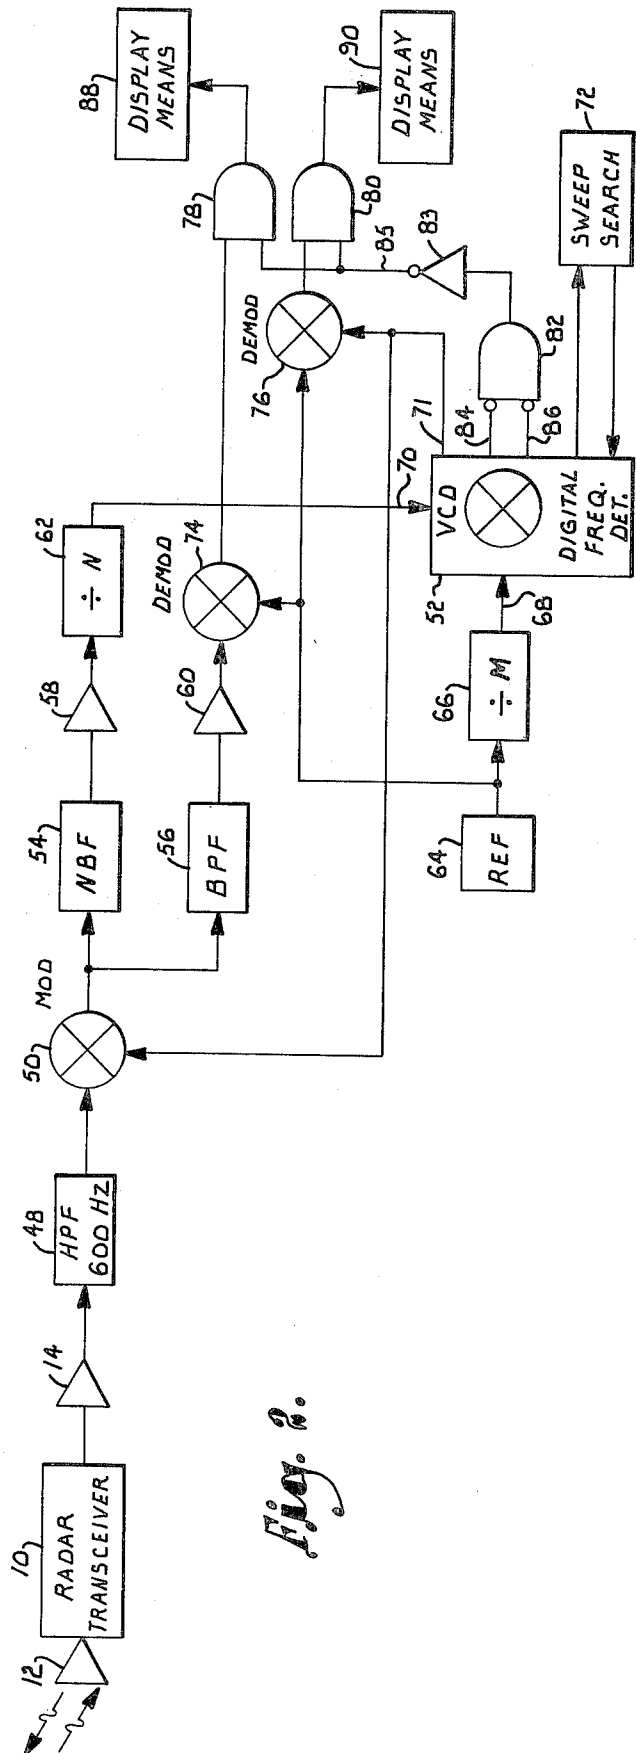 12
10
RADAR
TRANSCEIVER
14
48
HPF
600 HZ
50
MOD
54
NBF
58
62
÷ N
56
BPF
60
DEMOD
74
88
DISPLAY
MEANS
78
DEMOD
76
80
90
DISPLAY
MEANS
85
83
70
71
84
86
82
52
VCO
DIGITAL
FREQ.
DET.
64
REF
66
÷ M
68
72
SWEEP
SEARCH
Fig. 2.